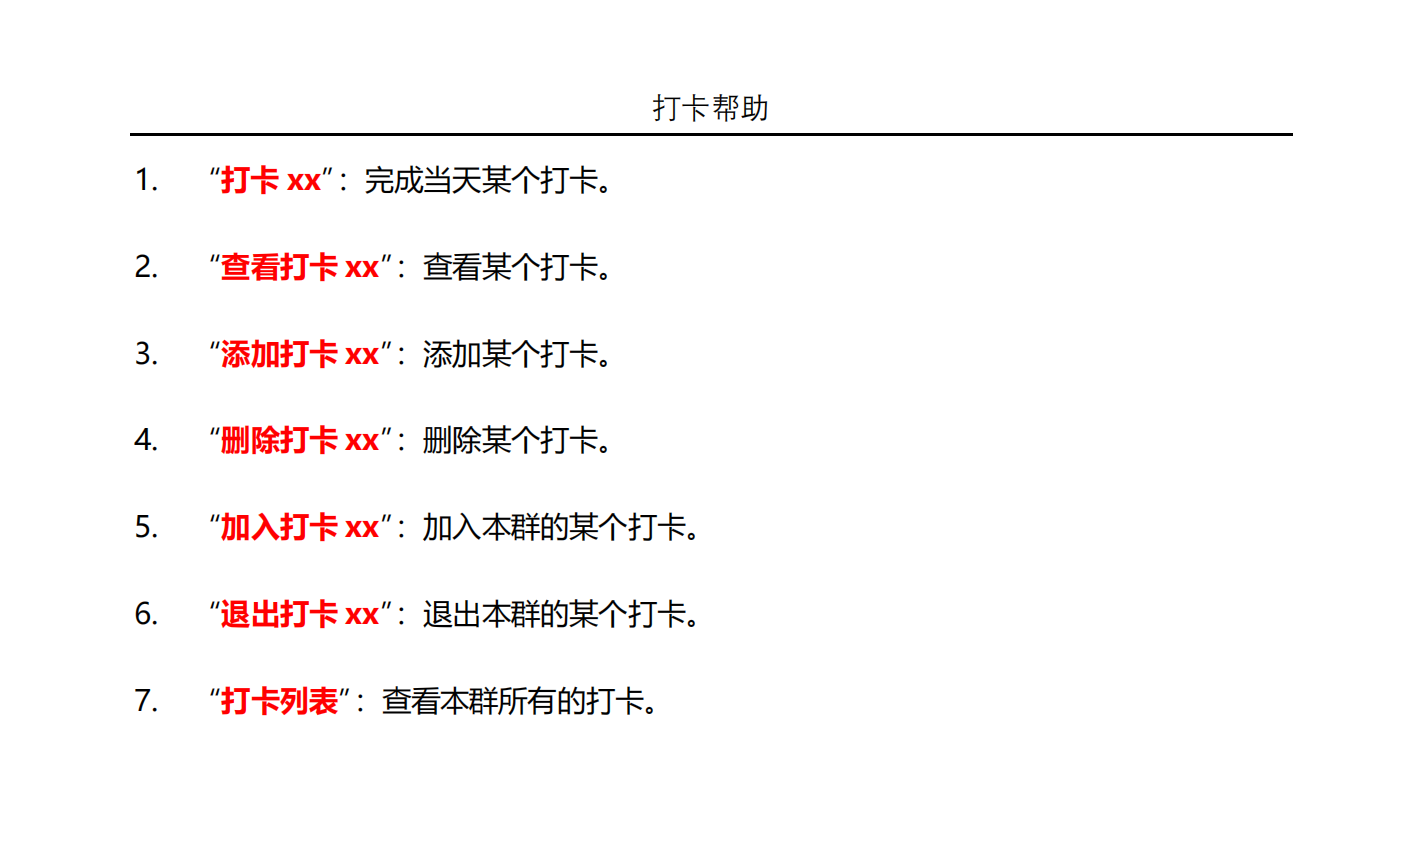 打卡帮助
1. “打卡 xx”：完成当天某个打卡。
2. “查看打卡 xx”：查看某个打卡。
3. “添加打卡 xx”：添加某个打卡。
4. “删除打卡 xx”：删除某个打卡。
5. “加入打卡 xx”：加入本群的某个打卡。
6. “退出打卡 xx”：退出本群的某个打卡。
7. “打卡列表”：查看本群所有的打卡。